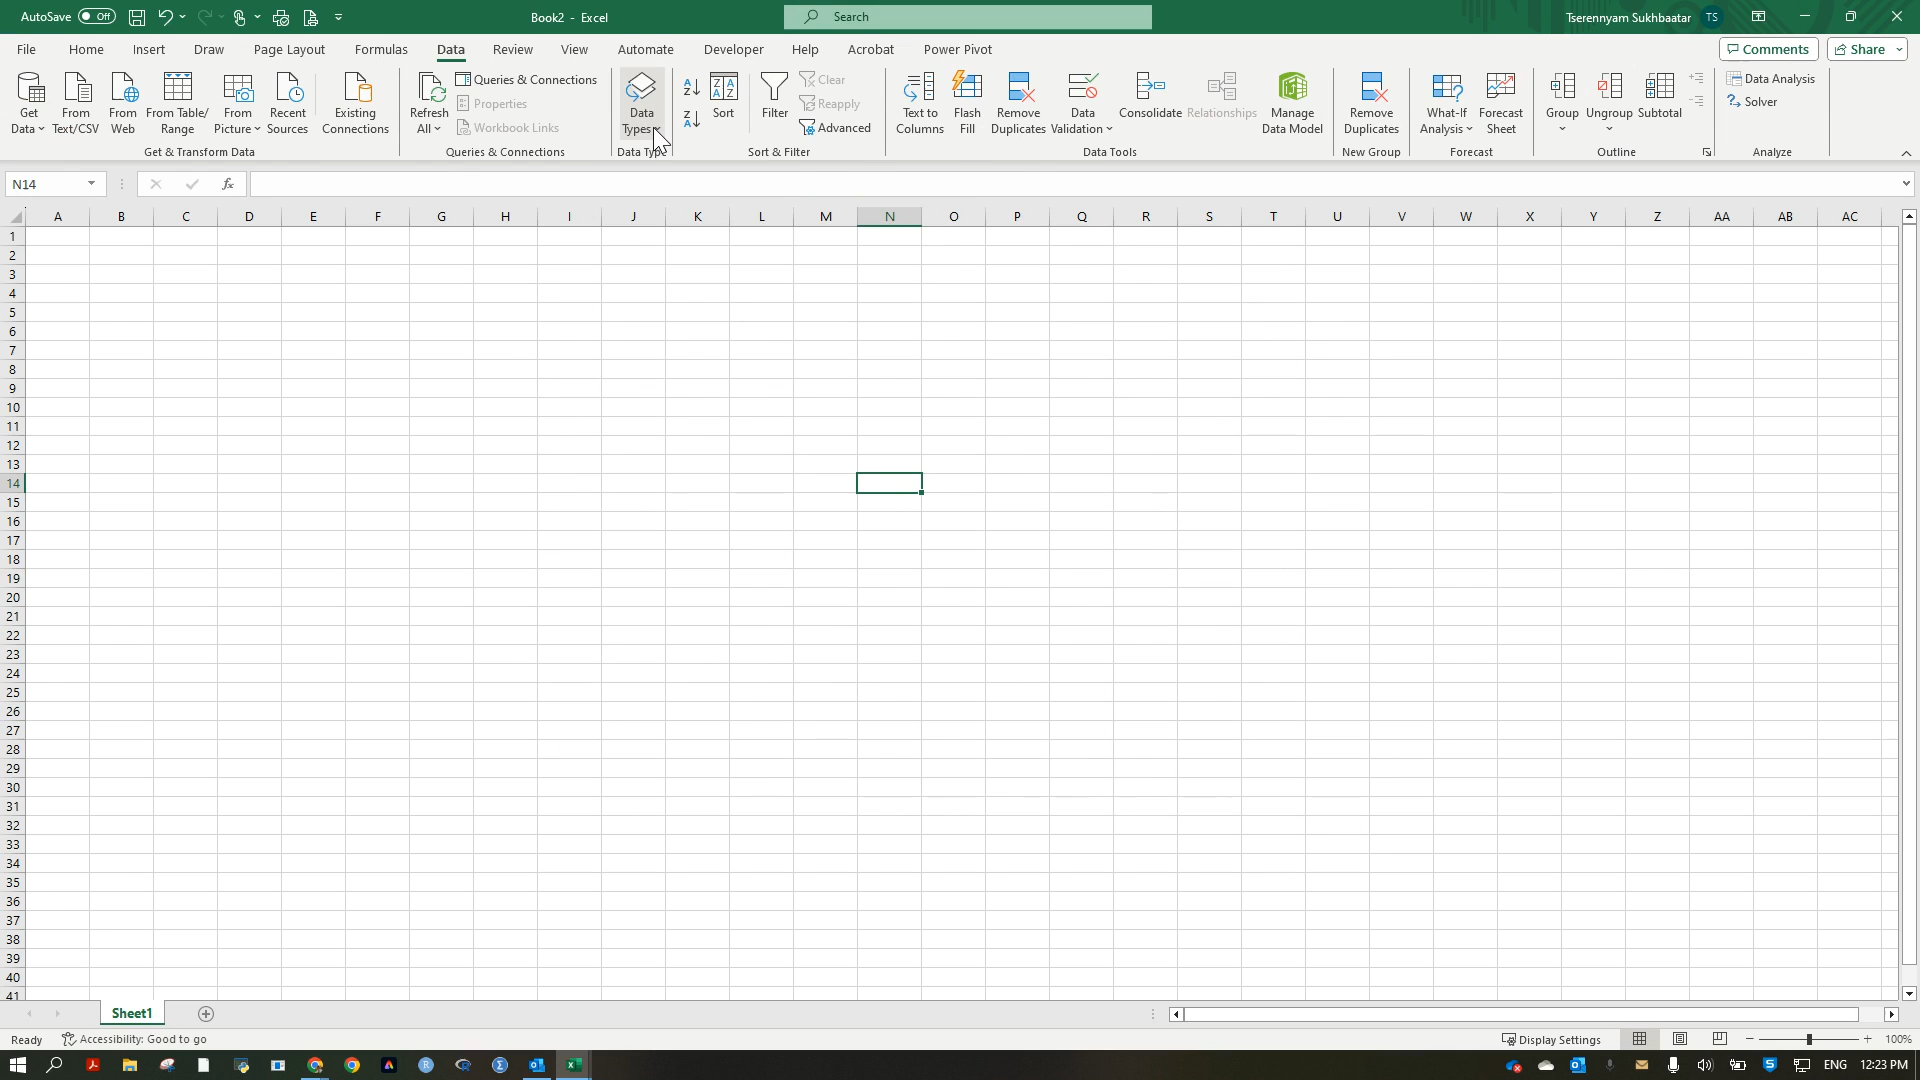 AutoSave Off Book2 - Excel Search Tserennyam Sukhbaatar TS
File Home Insert Draw Page Layout Formulas Data Review View Automate Developer Help Acrobat Power Pivot Comments Share
Get Data From Text/CSV From Web From Table/Range From Picture Recent Sources Existing Connections
Get & Transform Data
Refresh All Queries & Connections
Properties
Workbook Links
Queries & Connections
Data Types
Data Type
Sort Filter Clear
Reapply
Advanced
Sort & Filter
Text to Columns Flash Fill Remove Duplicates Data Validation Consolidate Relationships Manage Data Model
Data Tools
Remove Duplicates
New Group
What-If Analysis Forecast Sheet
Forecast
Group Ungroup Subtotal
Outline
Data Analysis
Solver
Analyze
N14 fx
A B C D E F G H I J K L M N O P Q R S T U V W X Y Z AA AB AC
1
2
3
4
5
6
7
8
9
10
11
12
13
14
15
16
17
18
19
20
21
22
23
24
25
26
27
28
29
30
31
32
33
34
35
36
37
38
39
40
41
Sheet1
Ready Accessibility: Good to go Display Settings 100%
ENG 12:23 PM